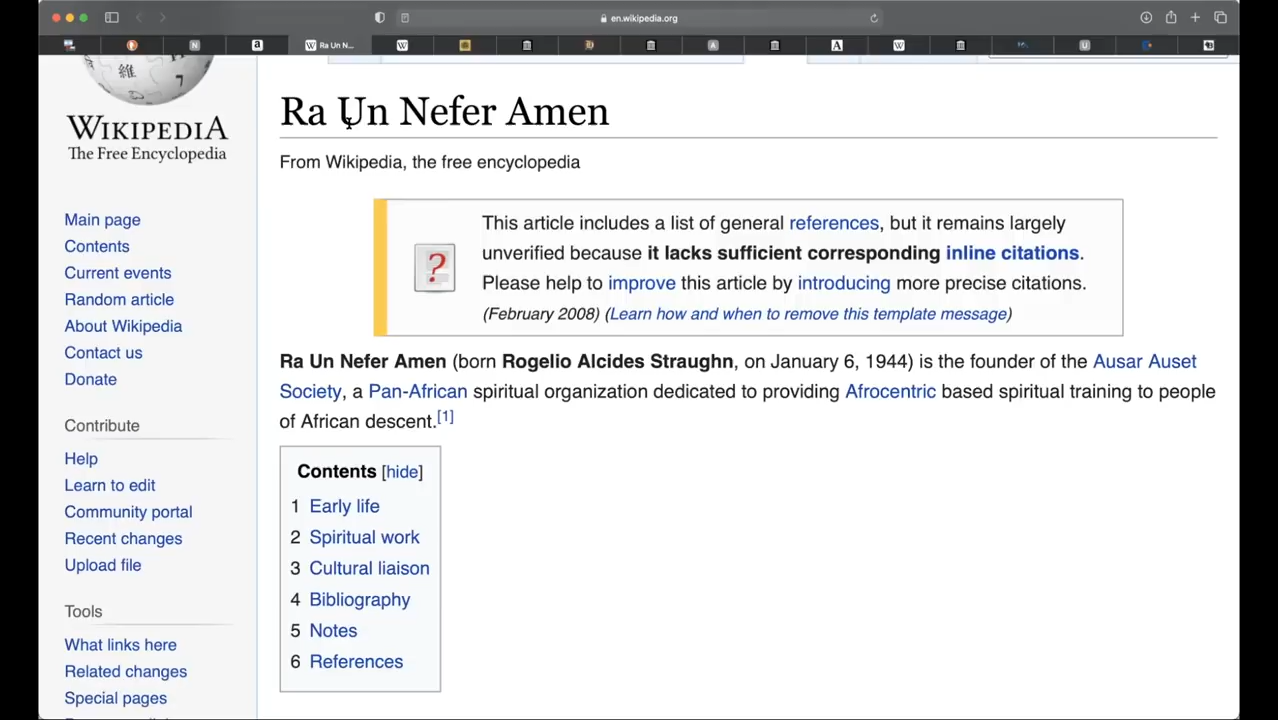 en.wikipedia.org
Ra Un N...
WIKIPEDIA
The Free Encyclopedia
Main page
Contents
Current events
Random article
About Wikipedia
Contact us
Donate
Contribute
Help
Learn to edit
Community portal
Recent changes
Upload file
Tools
What links here
Related changes
Special pages
Ra Un Nefer Amen
From Wikipedia, the free encyclopedia
This article includes a list of general references, but it remains largely
unverified because it lacks sufficient corresponding inline citations.
Please help to improve this article by introducing more precise citations.
(February 2008) (Learn how and when to remove this template message)
Ra Un Nefer Amen (born Rogelio Alcides Straughn, on January 6, 1944) is the founder of the Ausar Auset
Society, a Pan-African spiritual organization dedicated to providing Afrocentric based spiritual training to people
of African descent.[1]
Contents [hide]
1 Early life
2 Spiritual work
3 Cultural liaison
4 Bibliography
5 Notes
6 References